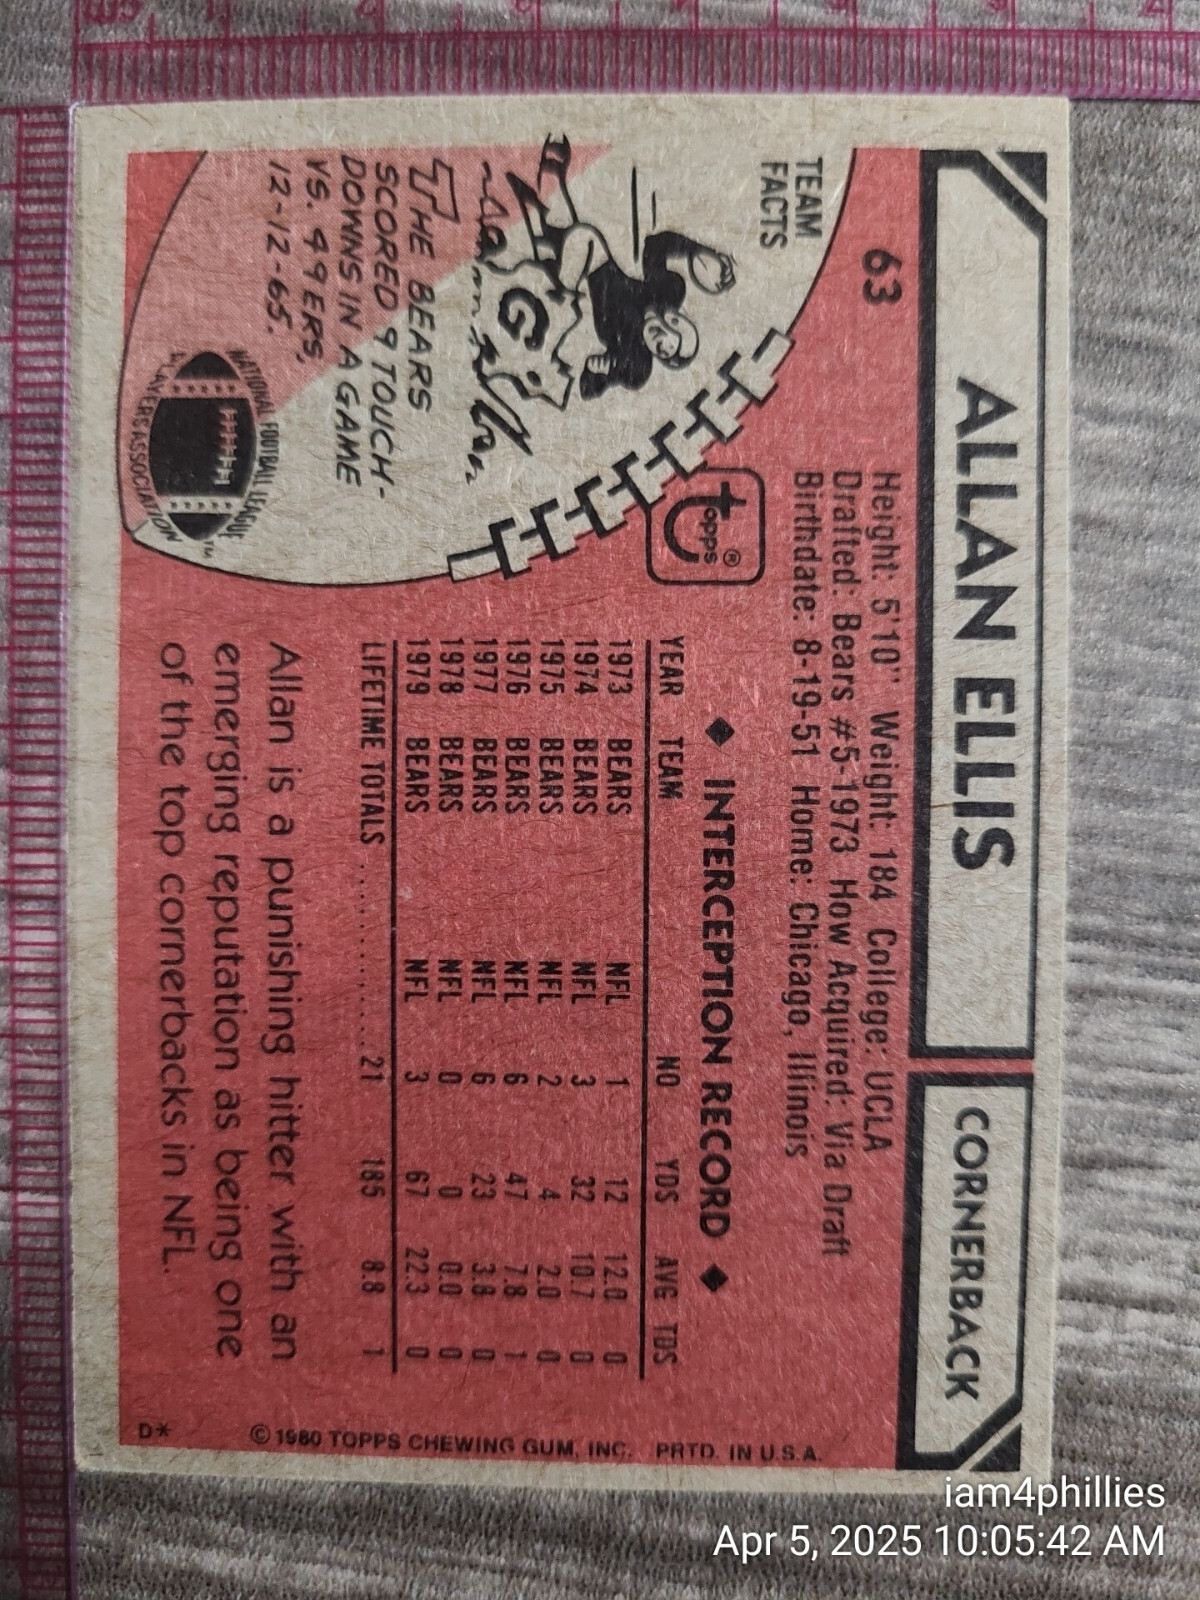 ALLAN ELLIS
CORNERBACK
63
Height: 5'10" Weight: 184 College: UCLA
Drafted: Bears #5-1973 How Acquired: Via Draft
Birthdate: 8-19-51 Home: Chicago, Illinois
TEAM
FACTS
G
THE BEARS
SCORED 9 TOUCH-
DOWNS IN A GAME
VS. 49ERS,
12-12-65.
NATIONAL FOOTBALL LEAGUE
PLAYERS ASSOCIATION
TM
topps®
◆ INTERCEPTION RECORD ◆
YEAR TEAM NO YDS AVG TDS
1973 BEARS NFL 1 12 12.0 0
1974 BEARS NFL 3 32 10.7 0
1975 BEARS NFL 2 4 2.0 0
1976 BEARS NFL 6 47 7.8 1
1977 BEARS NFL 6 23 3.8 0
1978 BEARS NFL 0 0 0.0 0
1979 BEARS NFL 3 67 22.3 0
LIFETIME TOTALS ............ 21 185 8.8 1
Allan is a punishing hitter with an
emerging reputation as being one
of the top cornerbacks in NFL.
D* © 1980 TOPPS CHEWING GUM, INC. PRTD. IN U.S.A.
iam4phillies
Apr 5, 2025 10:05:42 AM